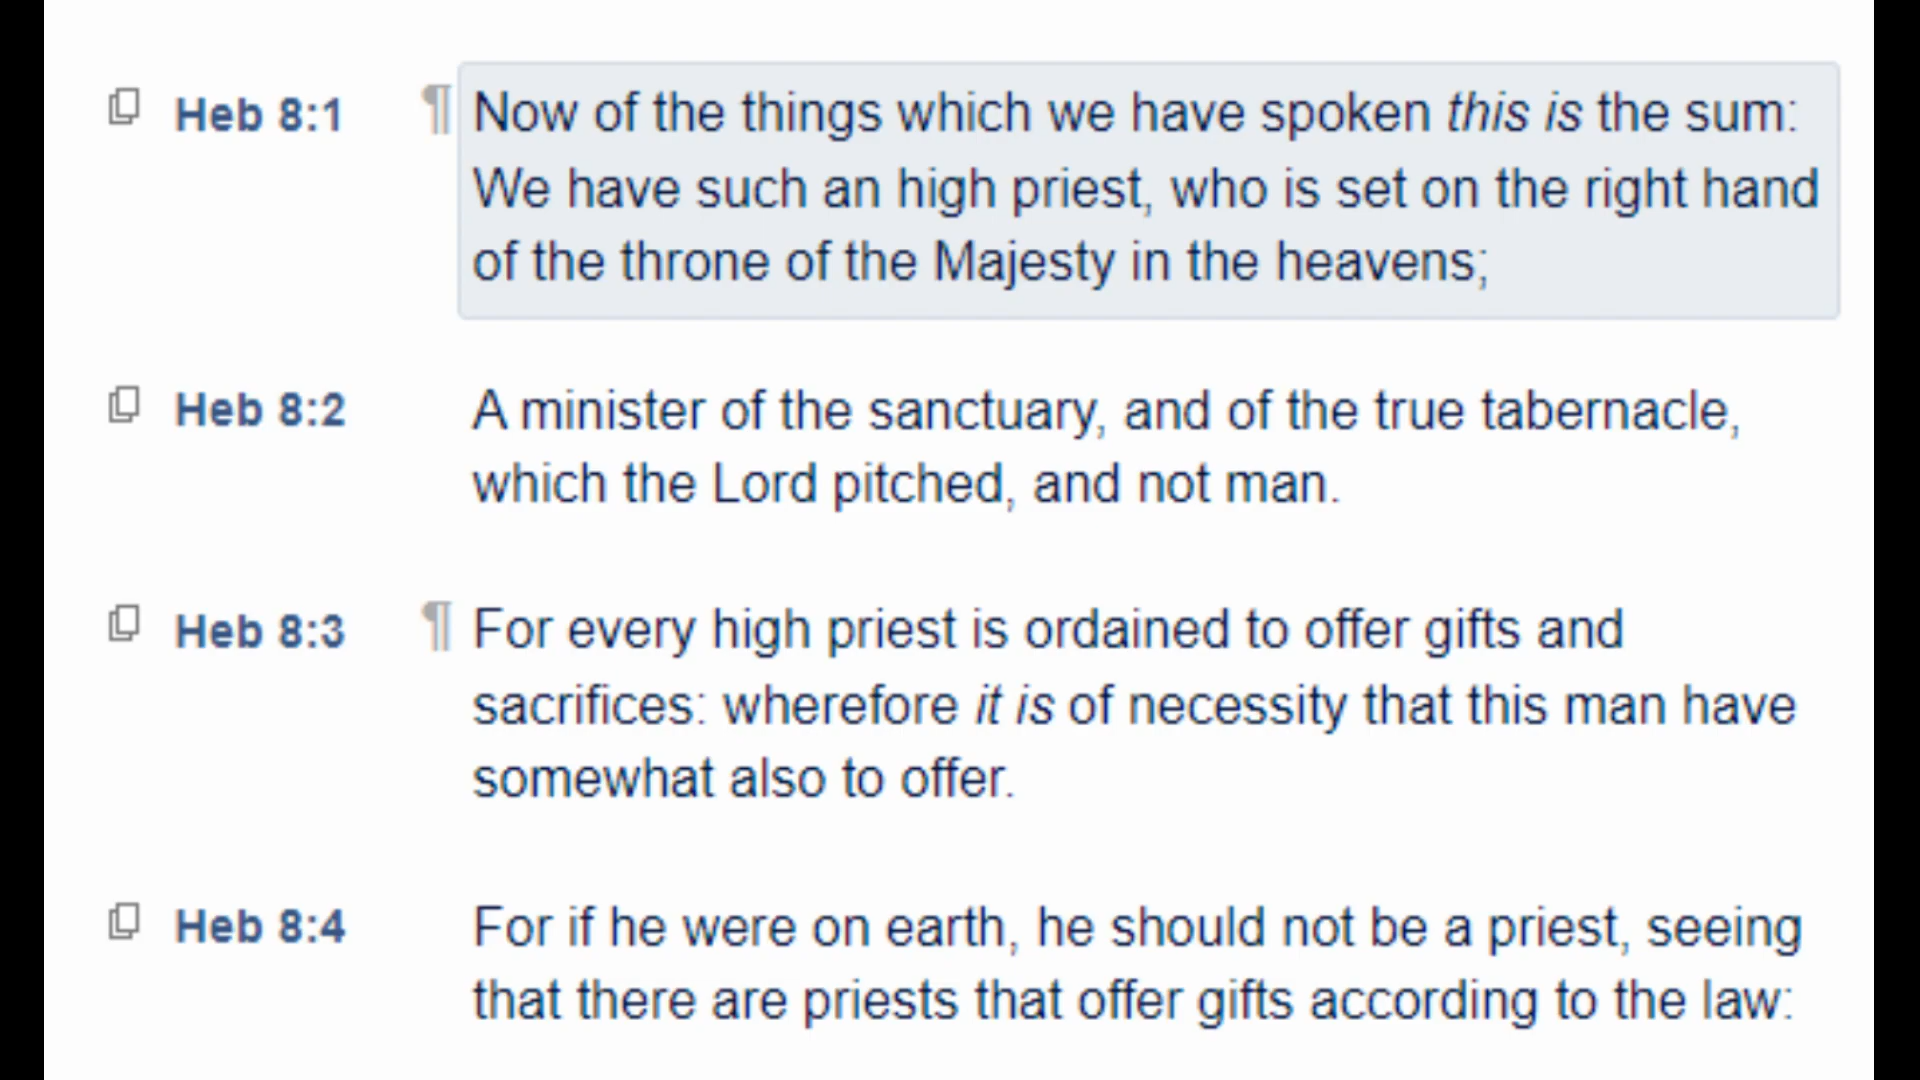 Heb 8:1 ¶ Now of the things which we have spoken this is the sum:
We have such an high priest, who is set on the right hand
of the throne of the Majesty in the heavens;
Heb 8:2 A minister of the sanctuary, and of the true tabernacle,
which the Lord pitched, and not man.
Heb 8:3 ¶ For every high priest is ordained to offer gifts and
sacrifices: wherefore it is of necessity that this man have
somewhat also to offer.
Heb 8:4 For if he were on earth, he should not be a priest, seeing
that there are priests that offer gifts according to the law: